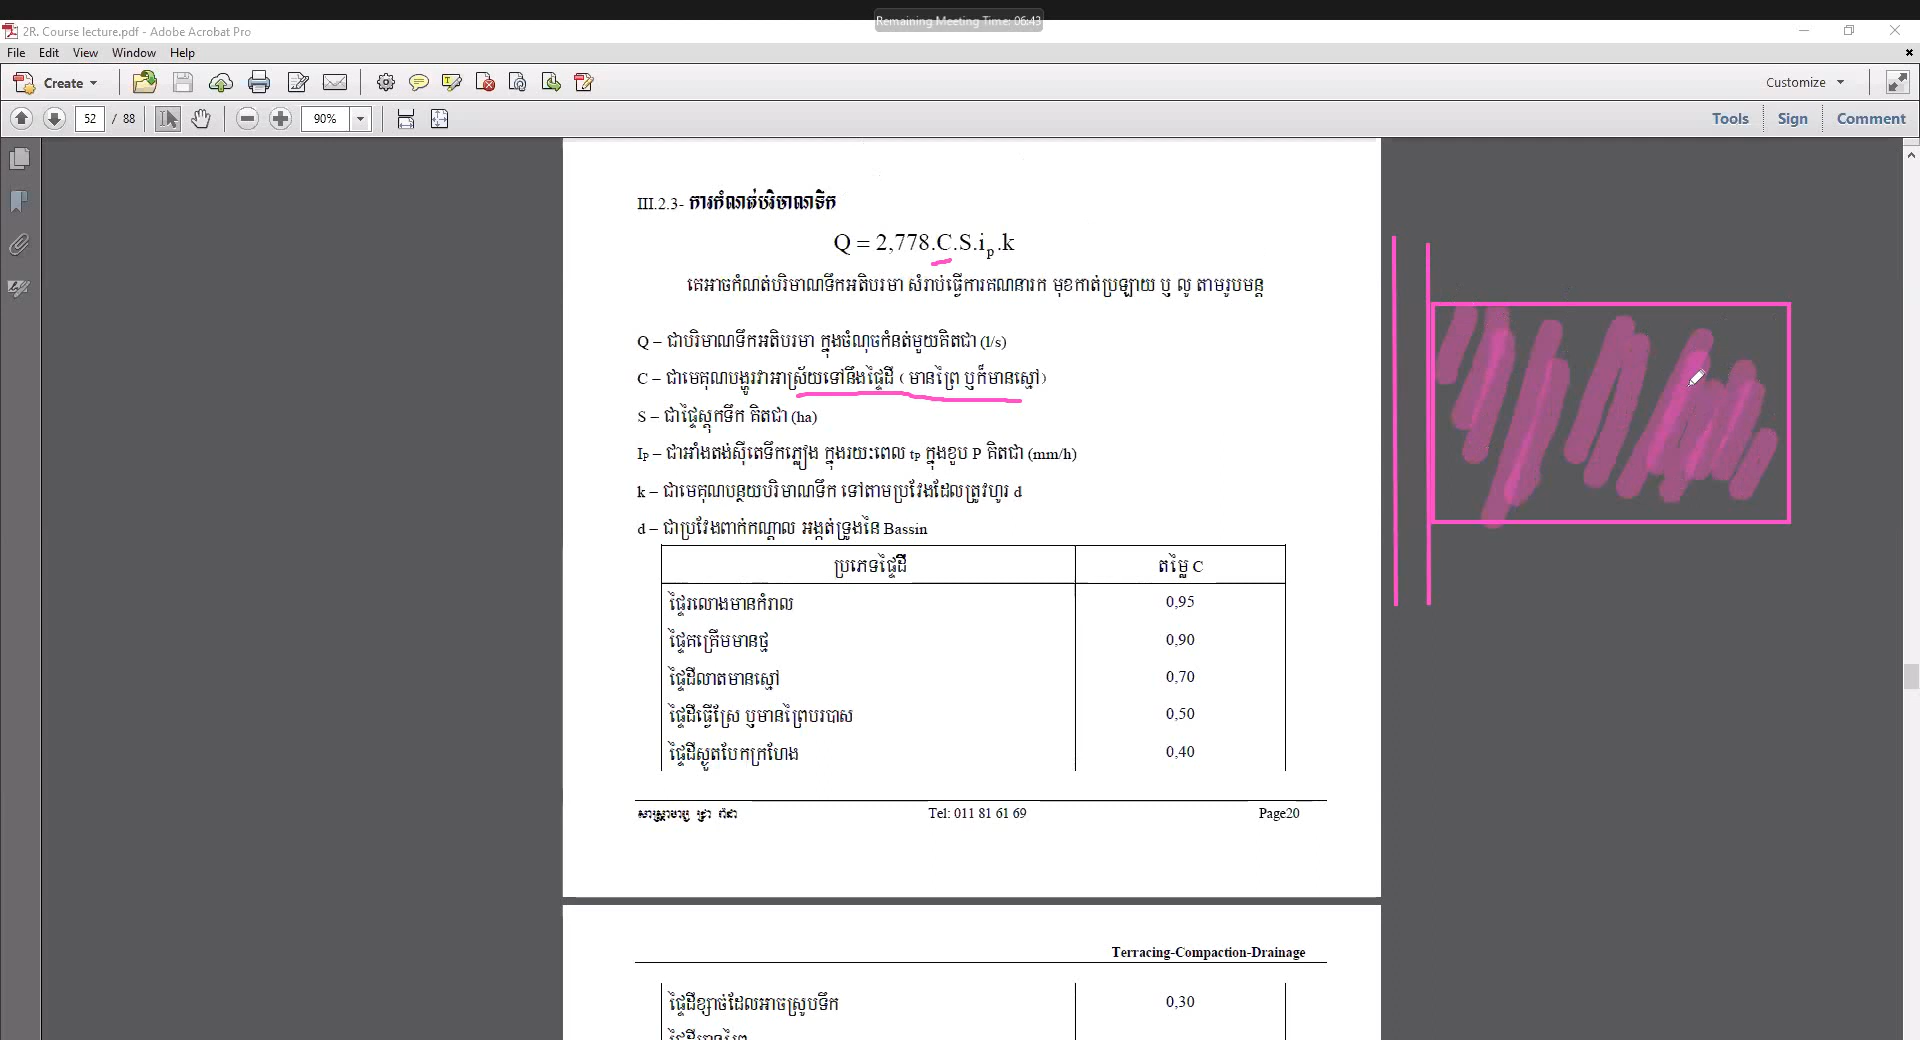 Remaining Meeting Time: 06:43
2R. Course lecture.pdf - Adobe Acrobat Pro
File Edit View Window Help
Create Customize
52 / 88 90% Tools Sign Comment
III.2.3- ការកំណត់បរិមាណទឹក
Q = 2,778.C.S.ip.k
គេអាចកំណត់បរិមាណទឹកអតិបរមា សំរាប់ធ្វើការគណនារក មុខកាត់ប្រឡាយ ឬ លូ តាមរូបមន្ត
Q – ជាបរិមាណទឹកអតិបរមា ក្នុងចំណុចកំនត់មួយគិតជា (l/s)
C – ជាមេគុណបង្ហូរវាអាស្រ័យទៅនឹងផ្ទៃដី ( មានព្រៃ ឬក៏មានស្មៅ)
S – ជាផ្ទៃស្តុកទឹក គិតជា (ha)
IP – ជាអាំងតង់ស៊ីតេទឹកភ្លៀង ក្នុងរយៈពេល tP ក្នុងខួប P គិតជា (mm/h)
k – ជាមេគុណបន្ថយបរិមាណទឹក ទៅតាមប្រវែងដែលត្រូវហូរ d
d – ជាប្រវែងពាក់កណ្តាល អង្កត់ទ្រូងនៃ Bassin
ប្រភេទផ្ទៃដី តម្លៃ C
ផ្ទៃរលោងមានកំរាល 0,95
ផ្ទៃគគ្រើមមានថ្ម 0,90
ផ្ទៃដីលាតមានស្មៅ 0,70
ផ្ទៃដីធ្វើស្រែ ឬមានព្រៃបរបាស 0,50
ផ្ទៃដីស្ងួតបែកក្រហែង 0,40
Tel: 011 81 61 69 Page20
Terracing-Compaction-Drainage
ផ្ទៃដីខ្សាច់ដែលអាចស្រូបទឹក 0,30